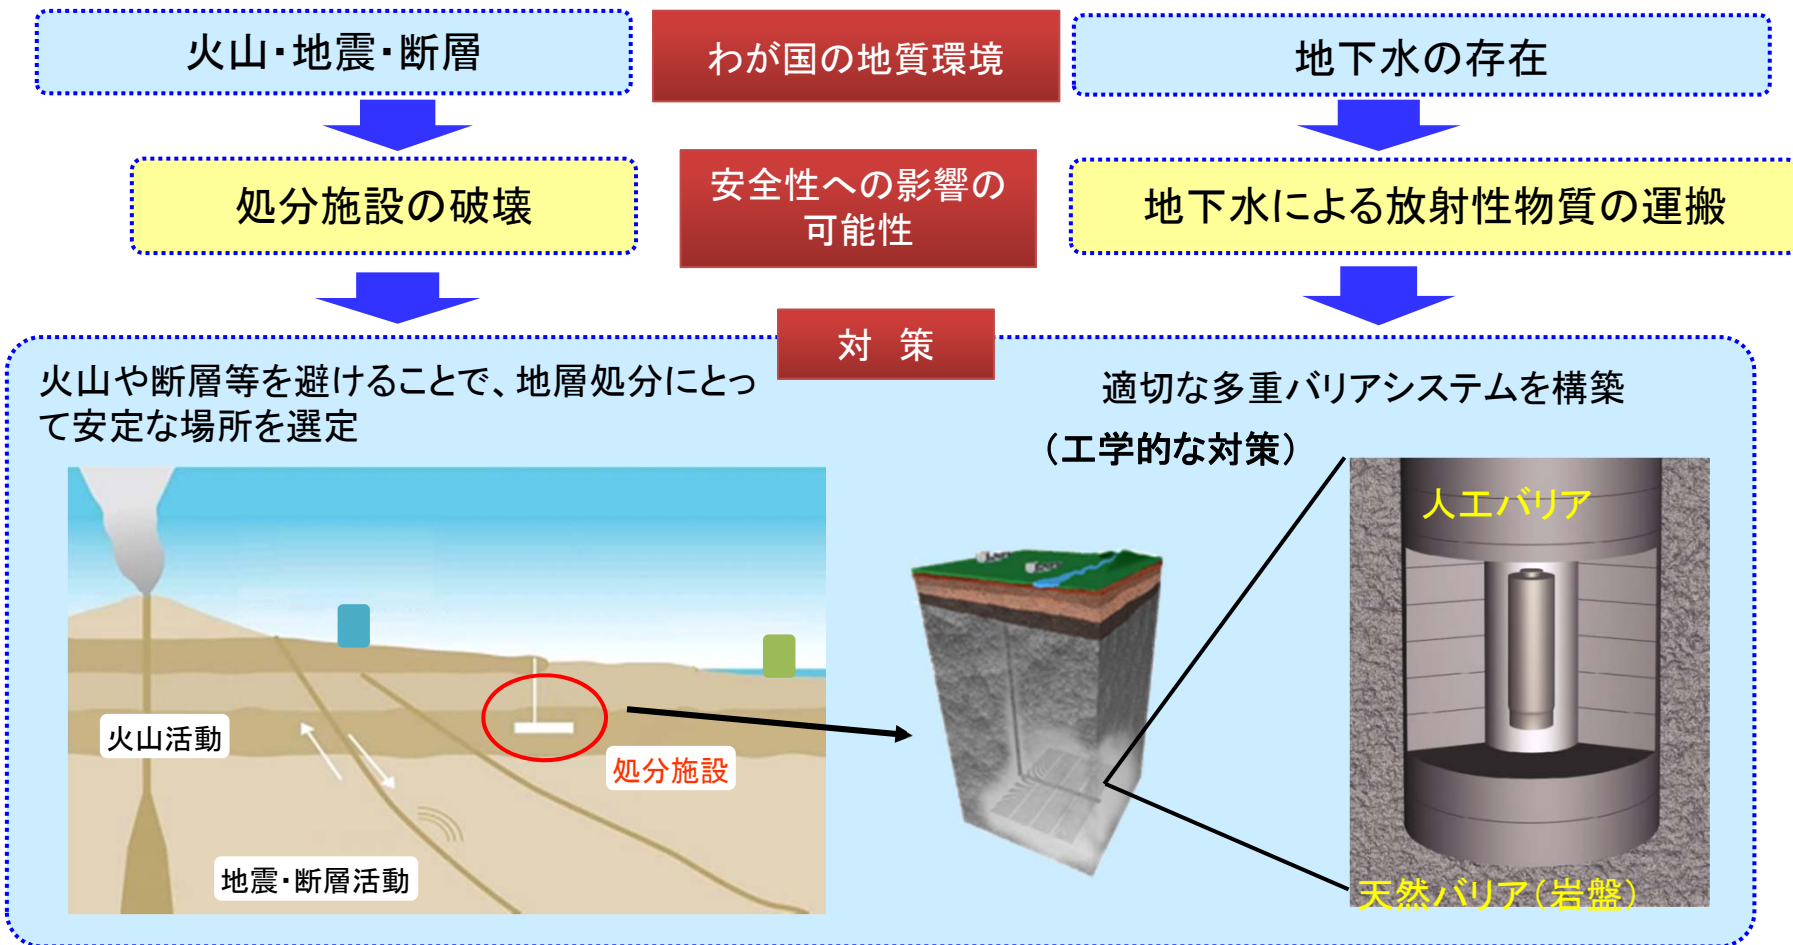 火山・地震・断層
わが国の地質環境
地下水の存在
処分施設の破壊
安全性への影響の
可能性
地下水による放射性物質の運搬
対 策
火山や断層等を避けることで、地層処分にとっ
て安定な場所を選定
適切な多重バリアシステムを構築
（工学的な対策）
人工バリア
火山活動
処分施設
地震・断層活動
天然バリア（岩盤）